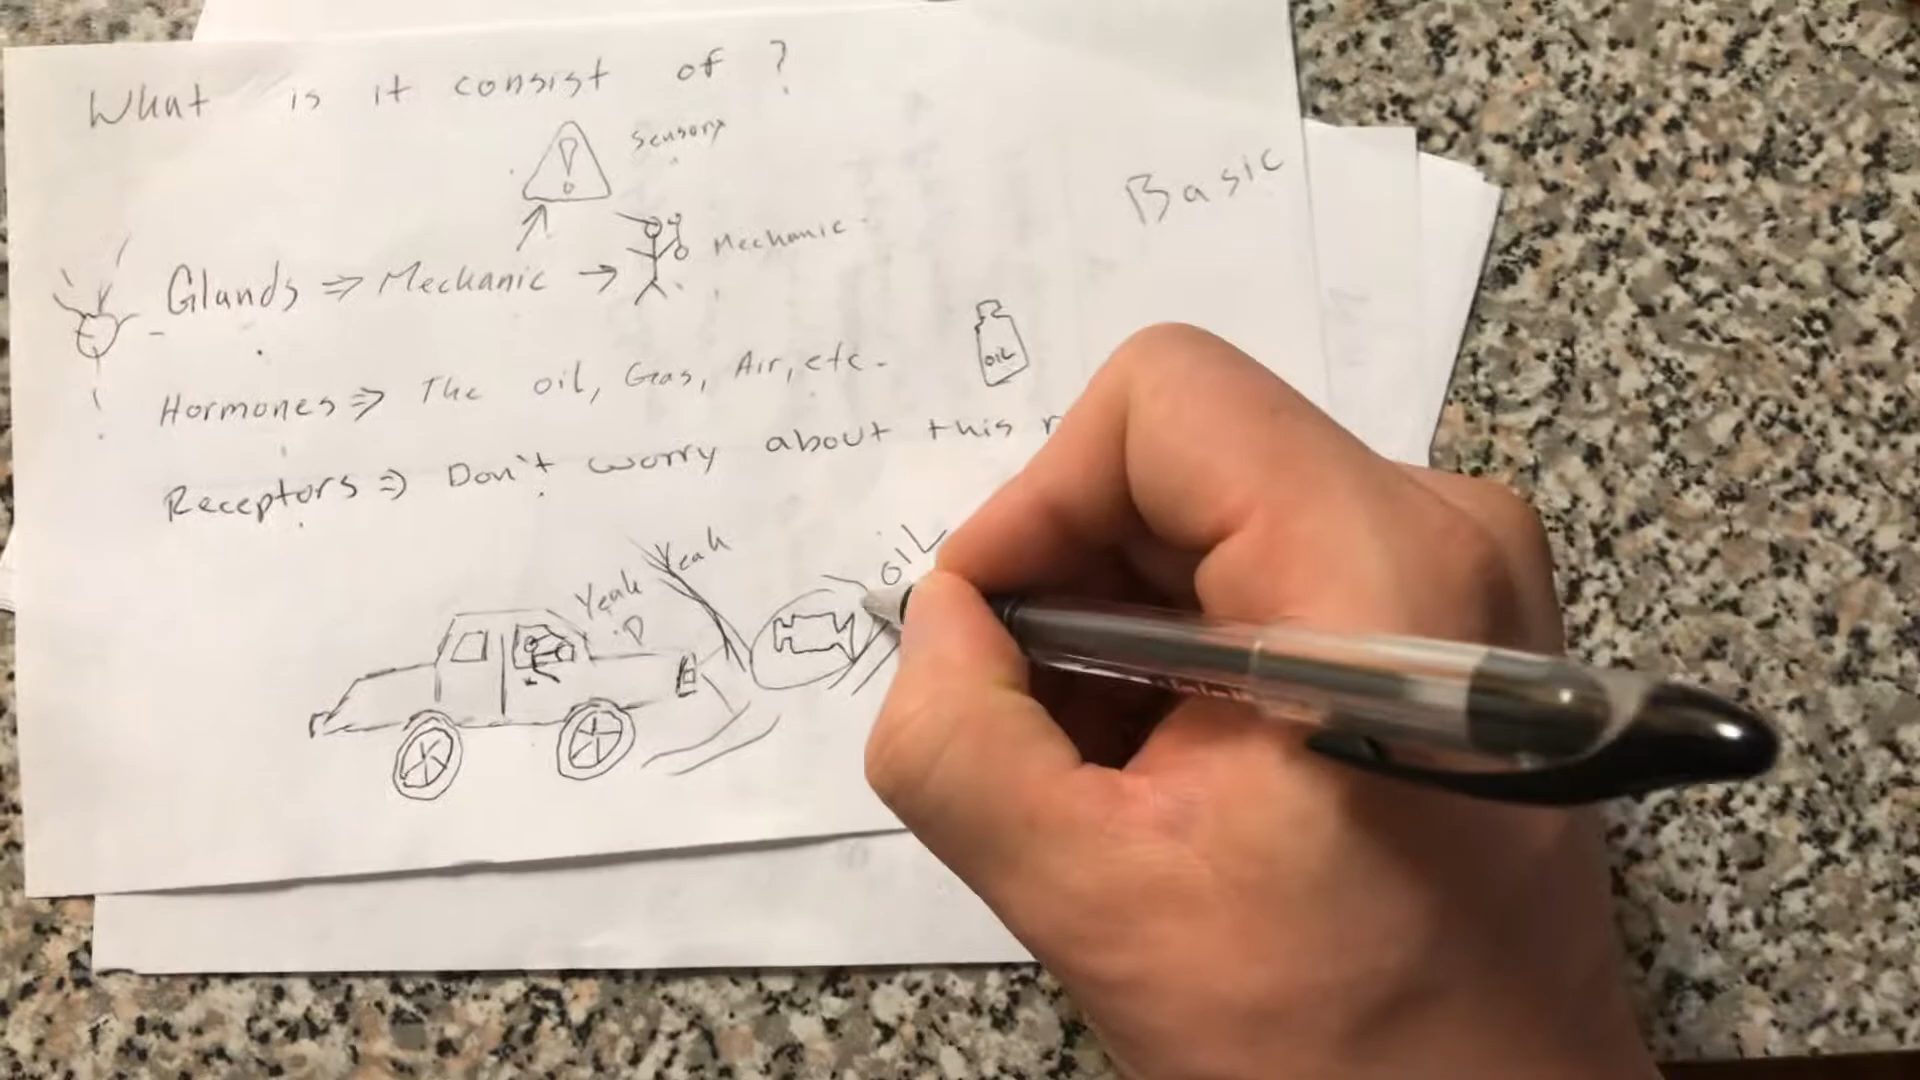 What is it consist of ?
Sensory
Basic
Mechanic
Glands ⇒ Mechanic →
Hormones ⇒ The oil, Gas, Air, etc.
OIL
Receptors ⇒ Don't worry about this
OIL
Yeah Yeah
:D